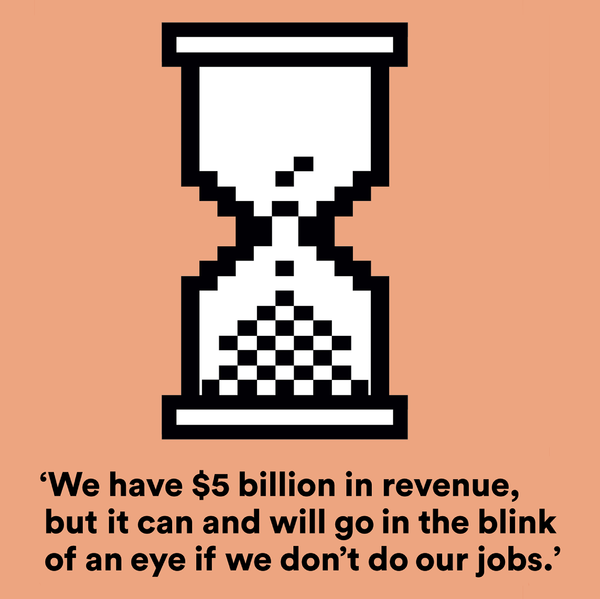 ‘We have $5 billion in revenue,
but it can and will go in the blink
of an eye if we don’t do our jobs.’